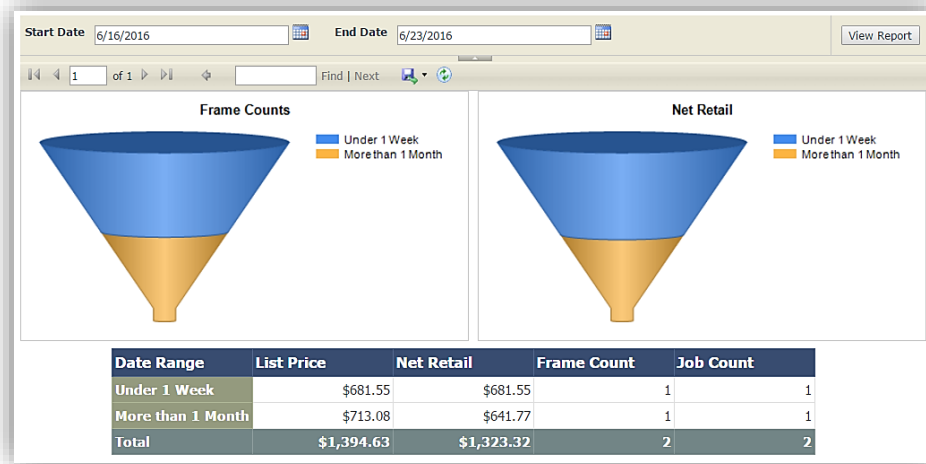 Start Date 6/16/2016 End Date 6/23/2016 View Report
1 of 1 Find | Next
Frame Counts
Under 1 Week
More than 1 Month
Net Retail
Under 1 Week
More than 1 Month
Date Range List Price Net Retail Frame Count Job Count
Under 1 Week $681.55 $681.55 1 1
More than 1 Month $713.08 $641.77 1 1
Total $1,394.63 $1,323.32 2 2